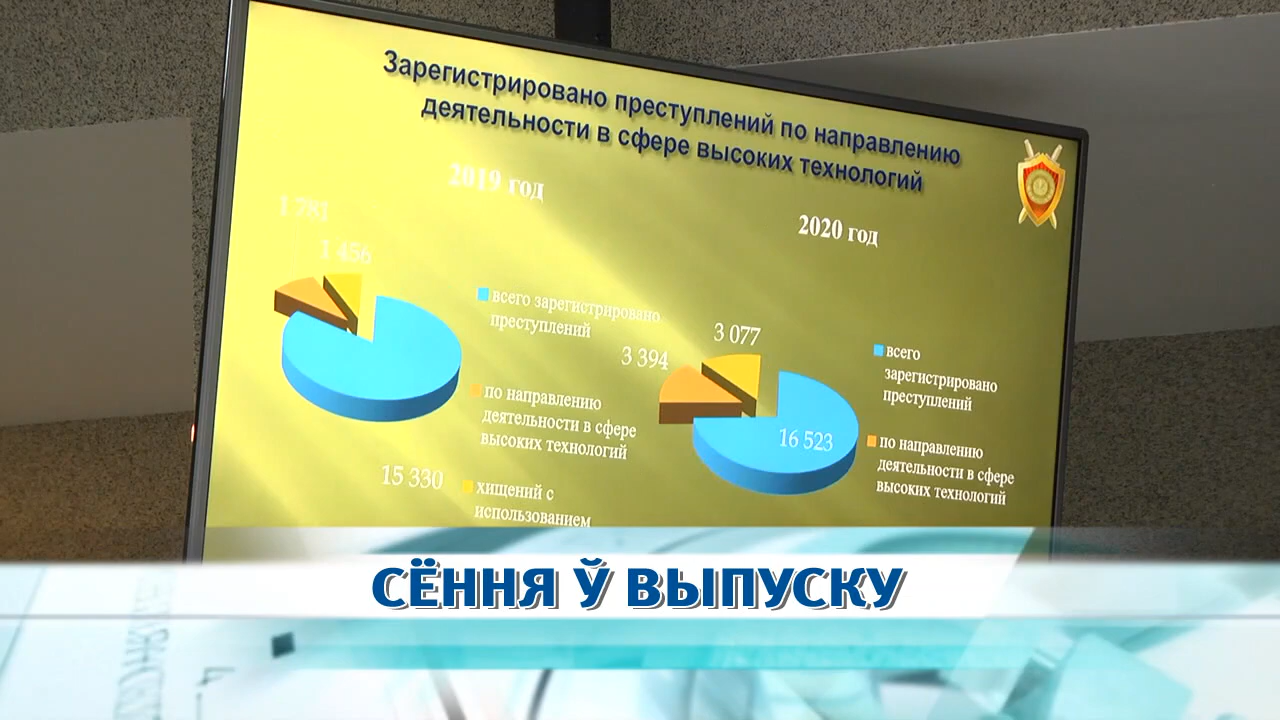 Зарегистрировано преступлений по направлению
деятельности в сфере высоких технологий
2019 год
1 781
1 456
всего зарегистрировано
преступлений
по направлению
деятельности в сфере
высоких технологий
15 330
хищений с
использованием
2020 год
3 077
3 394
16 523
всего
зарегистрировано
преступлений
по направлению
деятельности в сфере
высоких технологий
СЁННЯ Ў ВЫПУСКУ